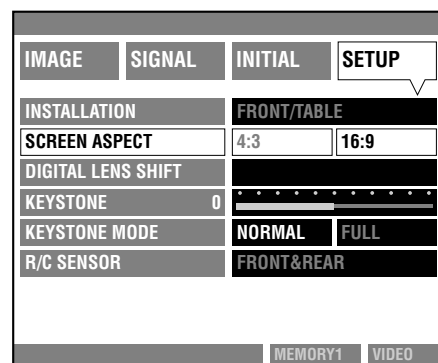 IMAGE SIGNAL INITIAL SETUP
INSTALLATION FRONT/TABLE
SCREEN ASPECT 4:3 16:9
DIGITAL LENS SHIFT
KEYSTONE 0
KEYSTONE MODE NORMAL FULL
R/C SENSOR FRONT&REAR
MEMORY1 VIDEO